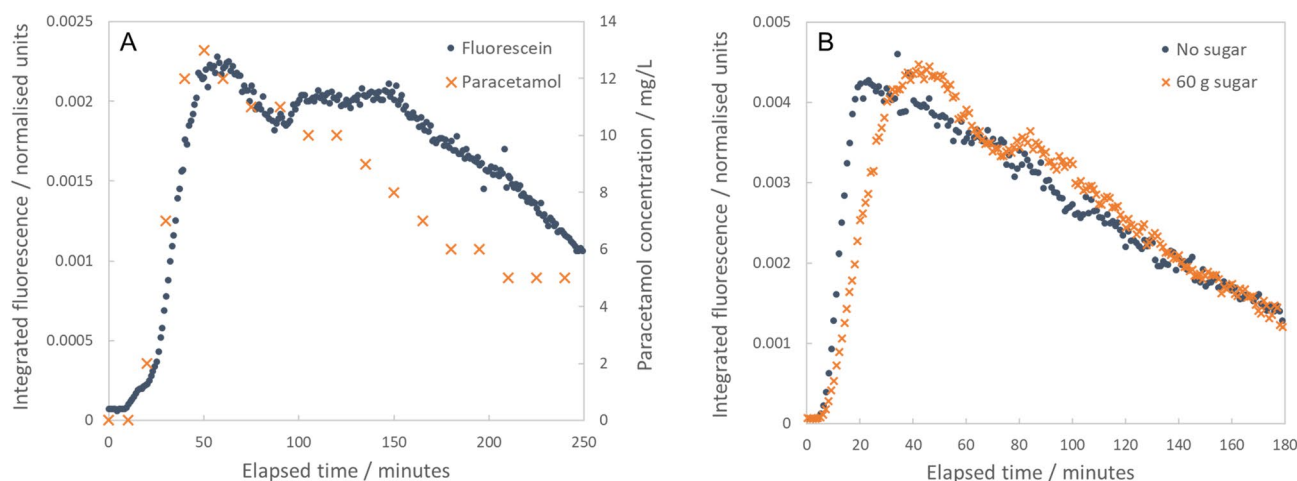 A
Fluorescein
Paracetamol
Integrated fluorescence / normalised units
0.0025
0.002
0.0015
0.001
0.0005
0
14
12
10
8
6
4
2
0
Paracetamol concentration / mg/L
0 50 100 150 200 250
Elapsed time / minutes
B
No sugar
60 g sugar
Integrated fluorescence / normalised units
0.005
0.004
0.003
0.002
0.001
0
0 20 40 60 80 100 120 140 160 180
Elapsed time / minutes